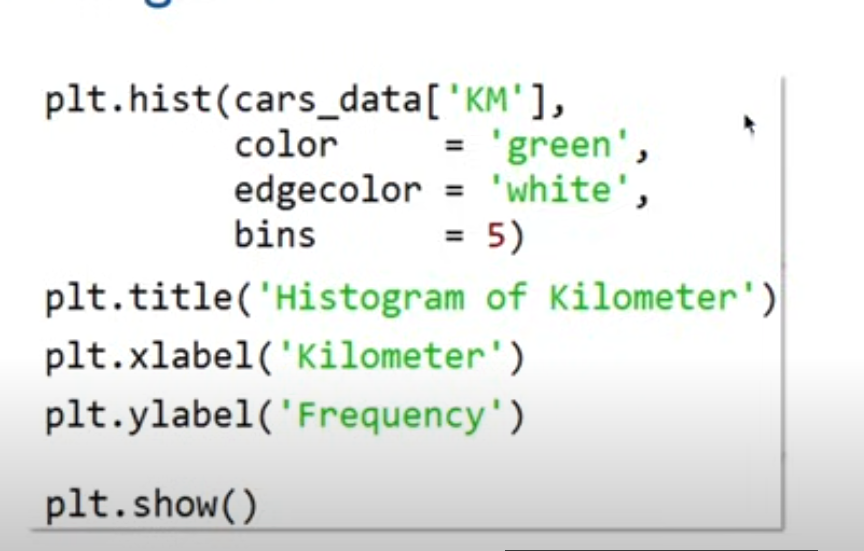 plt.hist(cars_data['KM'],
color = 'green',
edgecolor = 'white',
bins = 5)
plt.title('Histogram of Kilometer')
plt.xlabel('Kilometer')
plt.ylabel('Frequency')
plt.show()